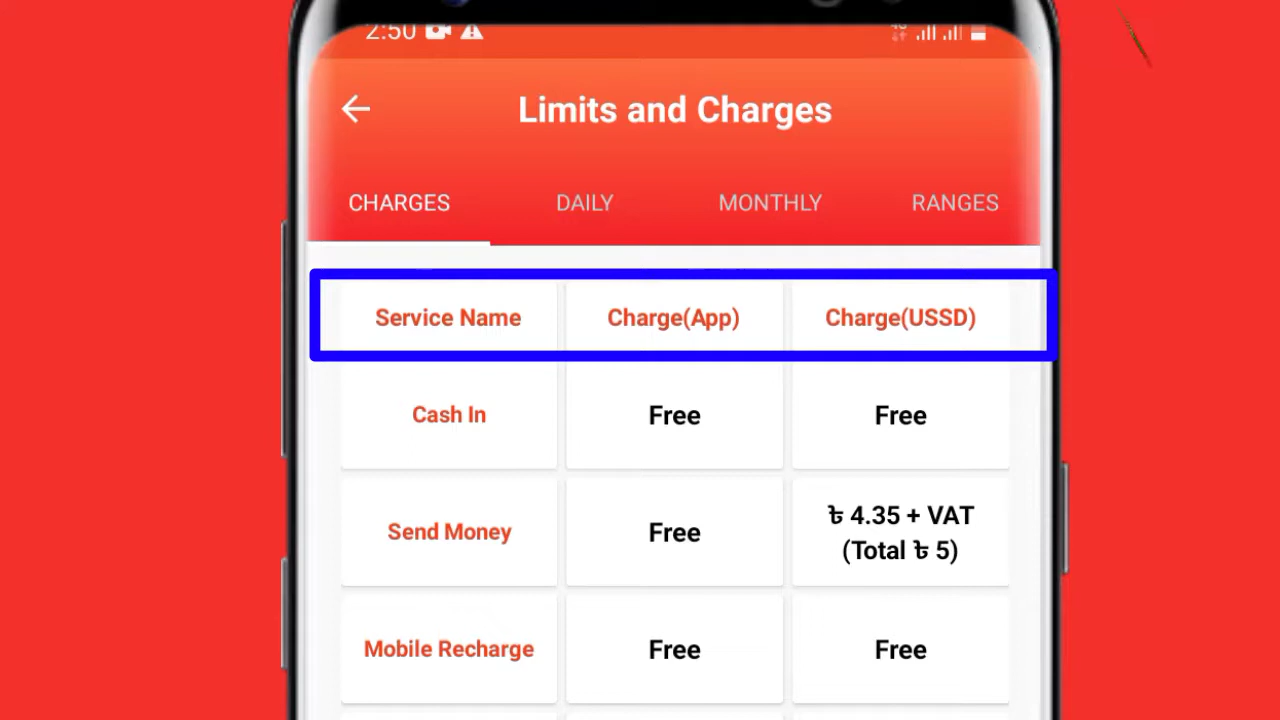 2:50
Limits and Charges
CHARGES DAILY MONTHLY RANGES
Service Name Charge(App) Charge(USSD)
Cash In Free Free
Send Money Free ৳ 4.35 + VAT
(Total ৳ 5)
Mobile Recharge Free Free